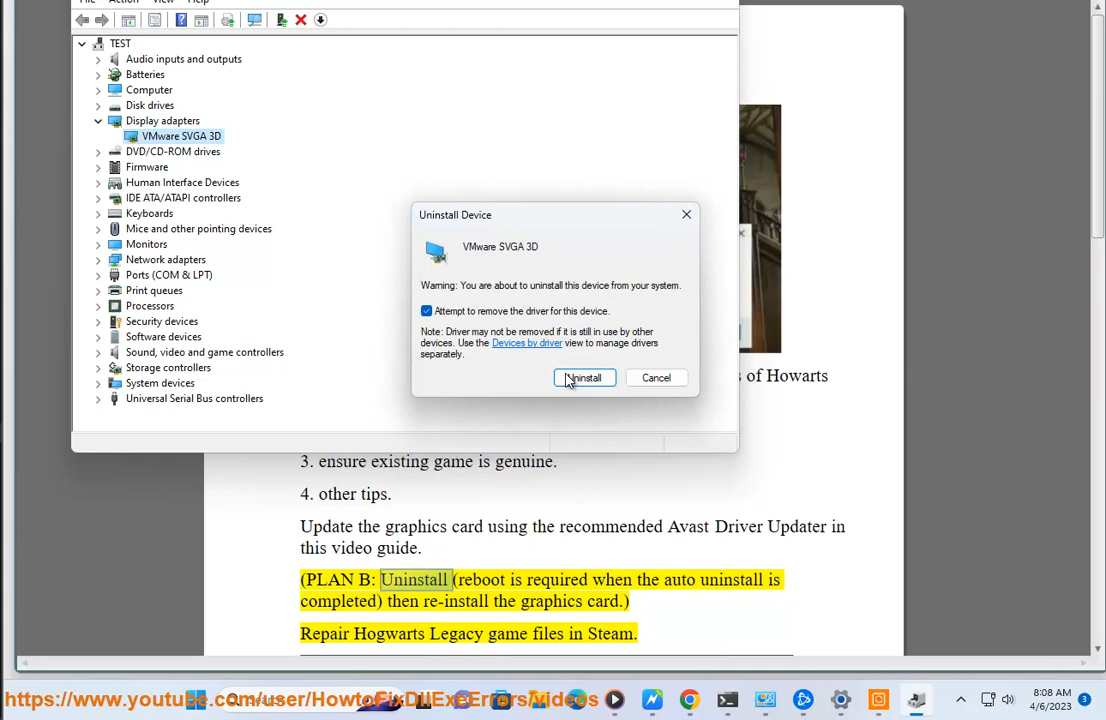 File Action View Help
TEST
Audio inputs and outputs
Batteries
Computer
Disk drives
Display adapters
VMware SVGA 3D
DVD/CD-ROM drives
Firmware
Human Interface Devices
IDE ATA/ATAPI controllers
Keyboards
Mice and other pointing devices
Monitors
Network adapters
Ports (COM & LPT)
Print queues
Processors
Security devices
Software devices
Sound, video and game controllers
Storage controllers
System devices
Universal Serial Bus controllers
Uninstall Device
VMware SVGA 3D
Warning: You are about to uninstall this device from your system.
Attempt to remove the driver for this device.
Note: Driver may not be removed if it is still in use by other
devices. Use the Devices by driver view to manage drivers
separately.
Uninstall Cancel
s of Howarts
3. ensure existing game is genuine.
4. other tips.
Update the graphics card using the recommended Avast Driver Updater in
this video guide.
(PLAN B: Uninstall (reboot is required when the auto uninstall is
completed) then re-install the graphics card.)
Repair Hogwarts Legacy game files in Steam.
https://www.youtube.com/user/HowtoFixDllExeErrors/videos
8:08 AM
4/6/2023
3